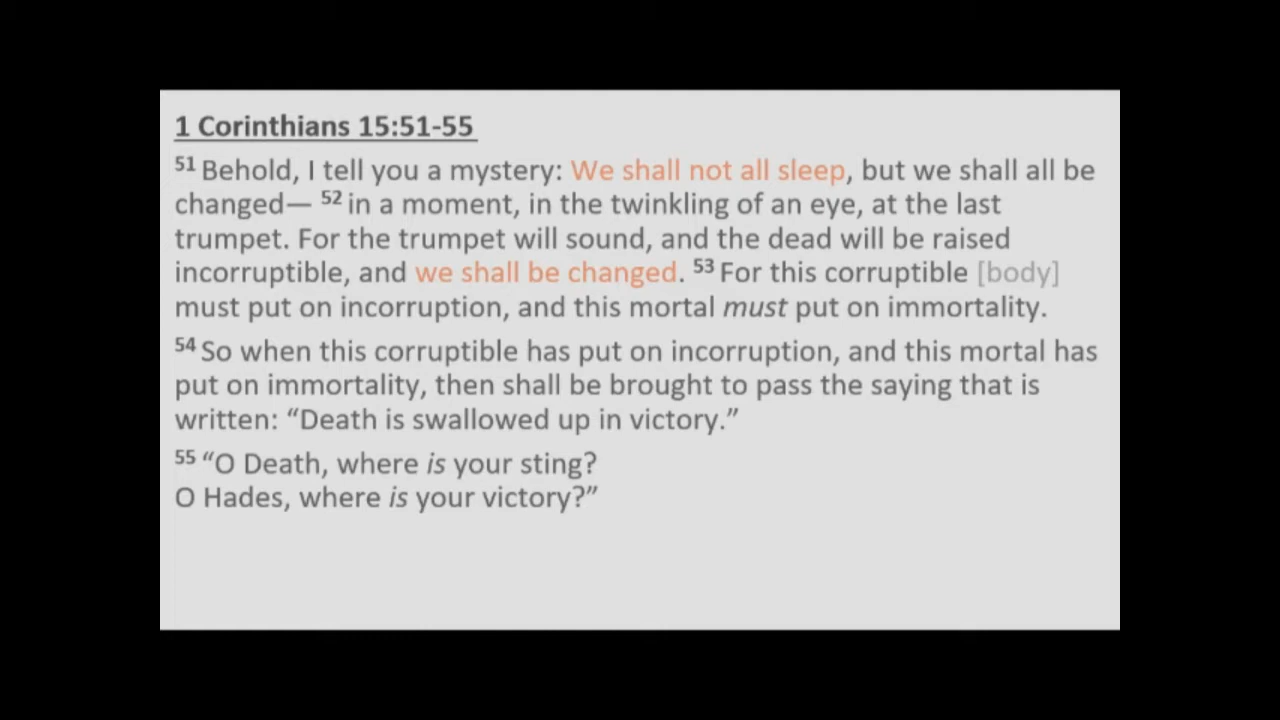 1 Corinthians 15:51-55
51 Behold, I tell you a mystery: We shall not all sleep, but we shall all be
changed— 52 in a moment, in the twinkling of an eye, at the last
trumpet. For the trumpet will sound, and the dead will be raised
incorruptible, and we shall be changed. 53 For this corruptible [body]
must put on incorruption, and this mortal must put on immortality.
54 So when this corruptible has put on incorruption, and this mortal has
put on immortality, then shall be brought to pass the saying that is
written: “Death is swallowed up in victory.”
55 “O Death, where is your sting?
O Hades, where is your victory?”